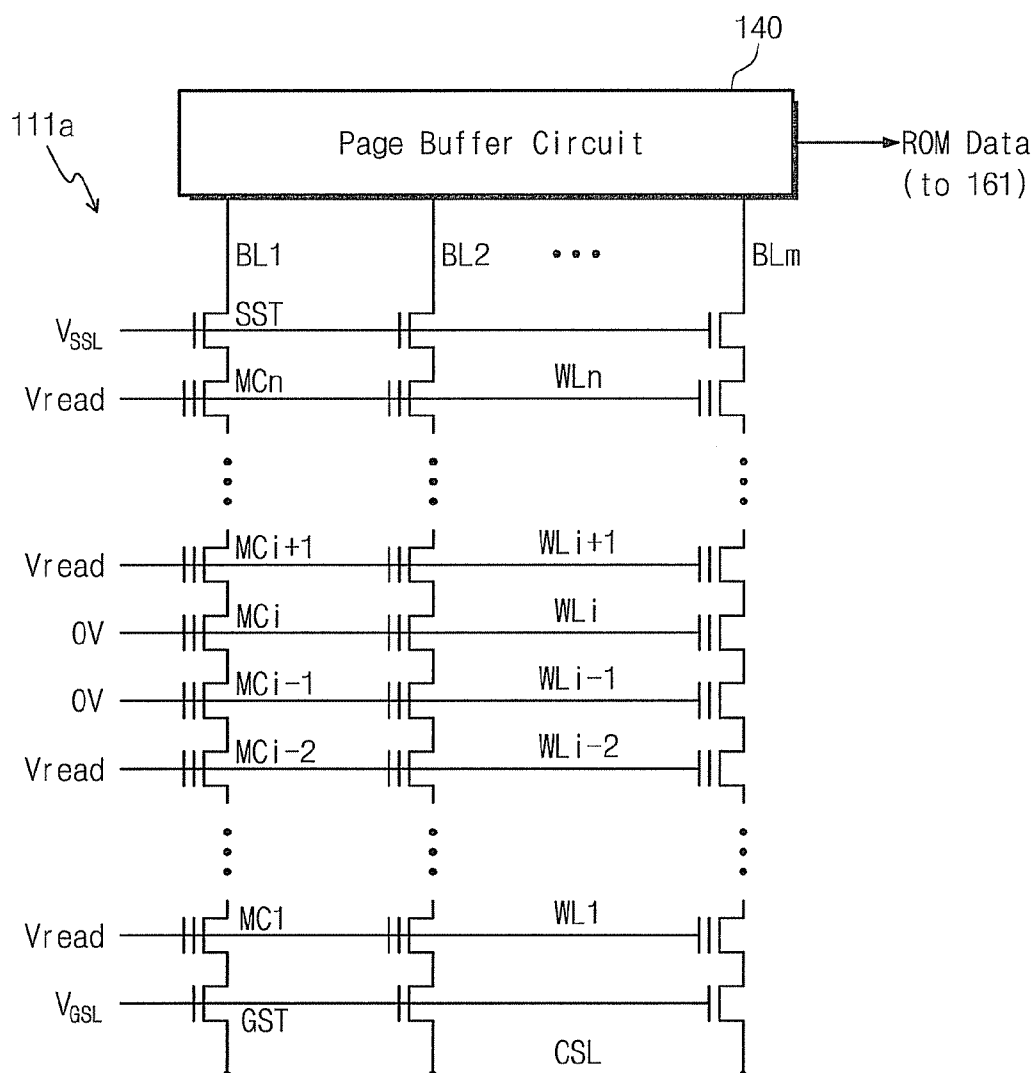 140
111a
Page Buffer Circuit
ROM Data
(to 161)
BL1 BL2 ••• BLm
VSSL SST
Vread MCn WLn
Vread MCi+1 WLi+1
0V MCi WLi
0V MCi-1 WLi-1
Vread MCi-2 WLi-2
Vread MC1 WL1
VGSL GST
CSL